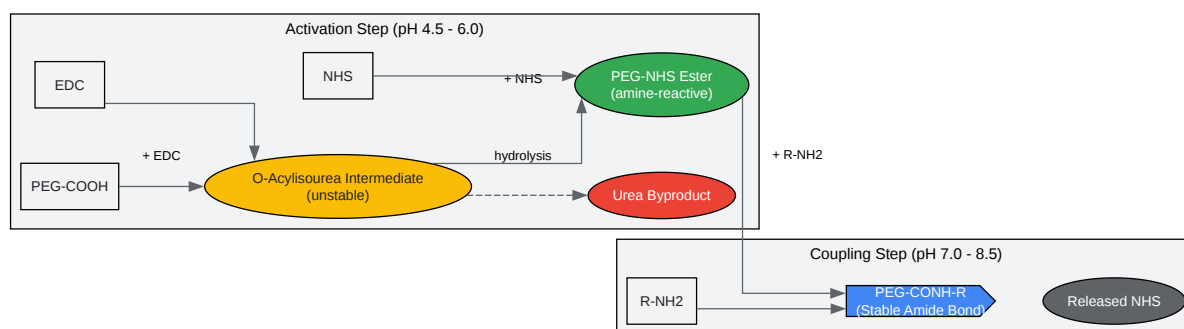 Activation Step (pH 4.5 - 6.0)
EDC
NHS
+ NHS
PEG-NHS Ester
(amine-reactive)
+ EDC
hydrolysis
+ R-NH2
PEG-COOH
O-Acylisourea Intermediate
(unstable)
Urea Byproduct
Coupling Step (pH 7.0 - 8.5)
R-NH2
PEG-CONH-R
(Stable Amide Bond)
Released NHS